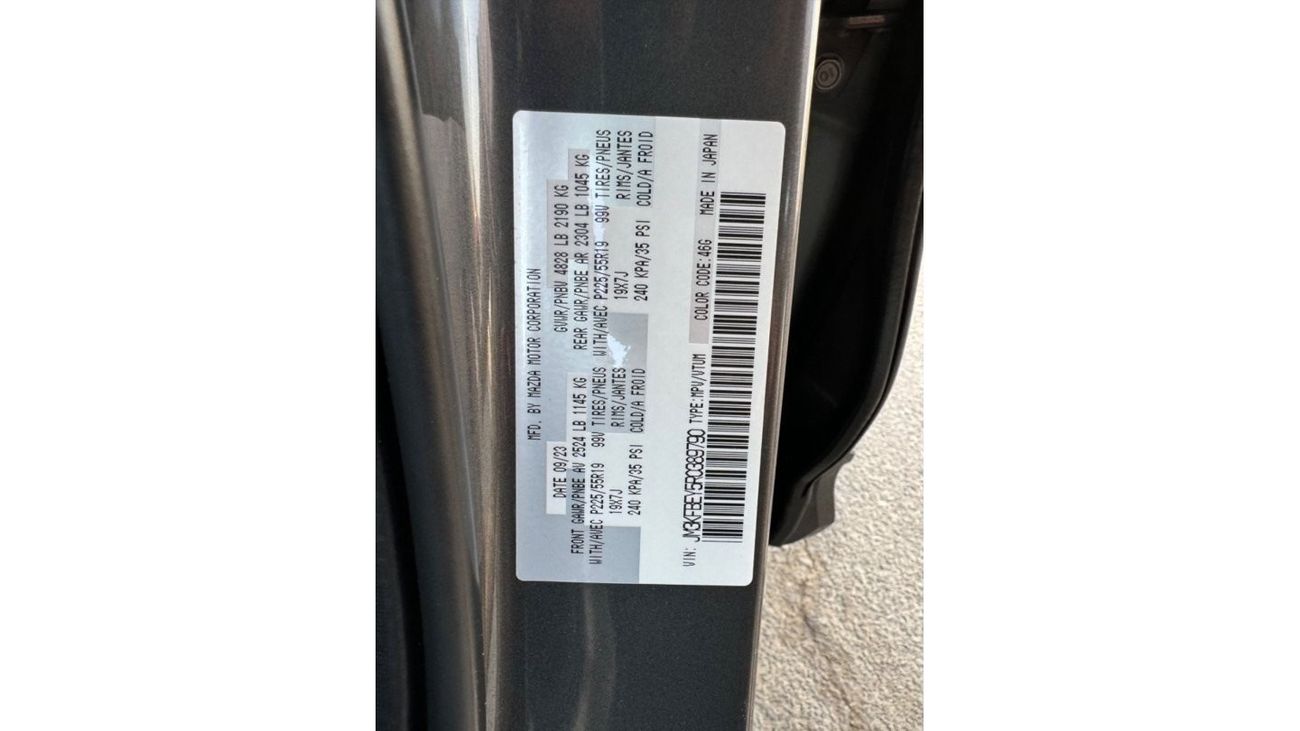 MFD. BY MAZDA MOTOR CORPORATION
DATE 09/23 GVWR/PNBV 4828 LB 2190 KG
FRONT GAWR/PNBE AV 2524 LB 1145 KG REAR GAWR/PNBE AR 2304 LB 1045 KG
WITH/AVEC P225/55R19 99V TIRES/PNEUS WITH/AVEC P225/55R19 99V TIRES/PNEUS
19X7J RIMS/JANTES 19X7J RIMS/JANTES
240 KPA/35 PSI COLD/A FROID 240 KPA/35 PSI COLD/A FROID
VIN: JM3KFBEY5R0389790 TYPE:MPV/VTUM COLOR CODE:46G MADE IN JAPAN